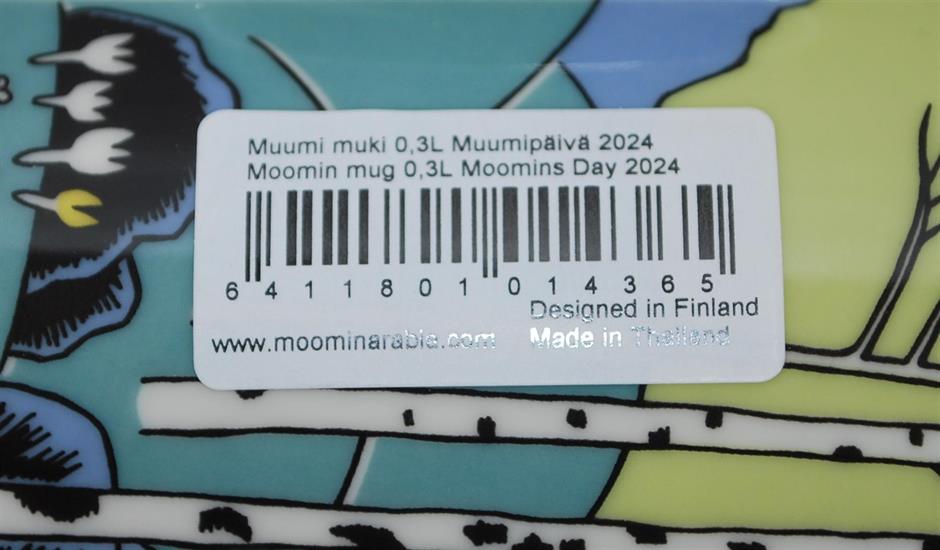 Muumi muki 0,3L Muumipäivä 2024
Moomin mug 0,3L Moomins Day 2024
6 411801 014365
Designed in Finland
www.moominarabia.com Made in Thailand